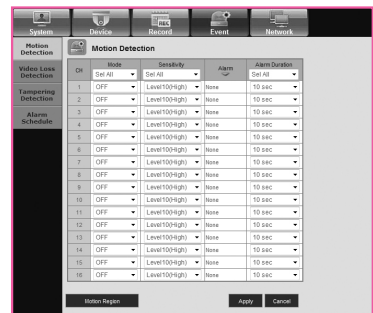 System Device Record Event Network
Motion Detection
Video Loss Detection
Tampering Detection
Alarm Schedule
Motion Detection
CH Mode Sensitivity Alarm Alarm Duration
Sel All Sel All Sel All
1 OFF Level10(High) None 10 sec
2 OFF Level10(High) None 10 sec
3 OFF Level10(High) None 10 sec
4 OFF Level10(High) None 10 sec
5 OFF Level10(High) None 10 sec
6 OFF Level10(High) None 10 sec
7 OFF Level10(High) None 10 sec
8 OFF Level10(High) None 10 sec
9 OFF Level10(High) None 10 sec
10 OFF Level10(High) None 10 sec
11 OFF Level10(High) None 10 sec
12 OFF Level10(High) None 10 sec
13 OFF Level10(High) None 10 sec
14 OFF Level10(High) None 10 sec
15 OFF Level10(High) None 10 sec
16 OFF Level10(High) None 10 sec
Motion Region Apply Cancel